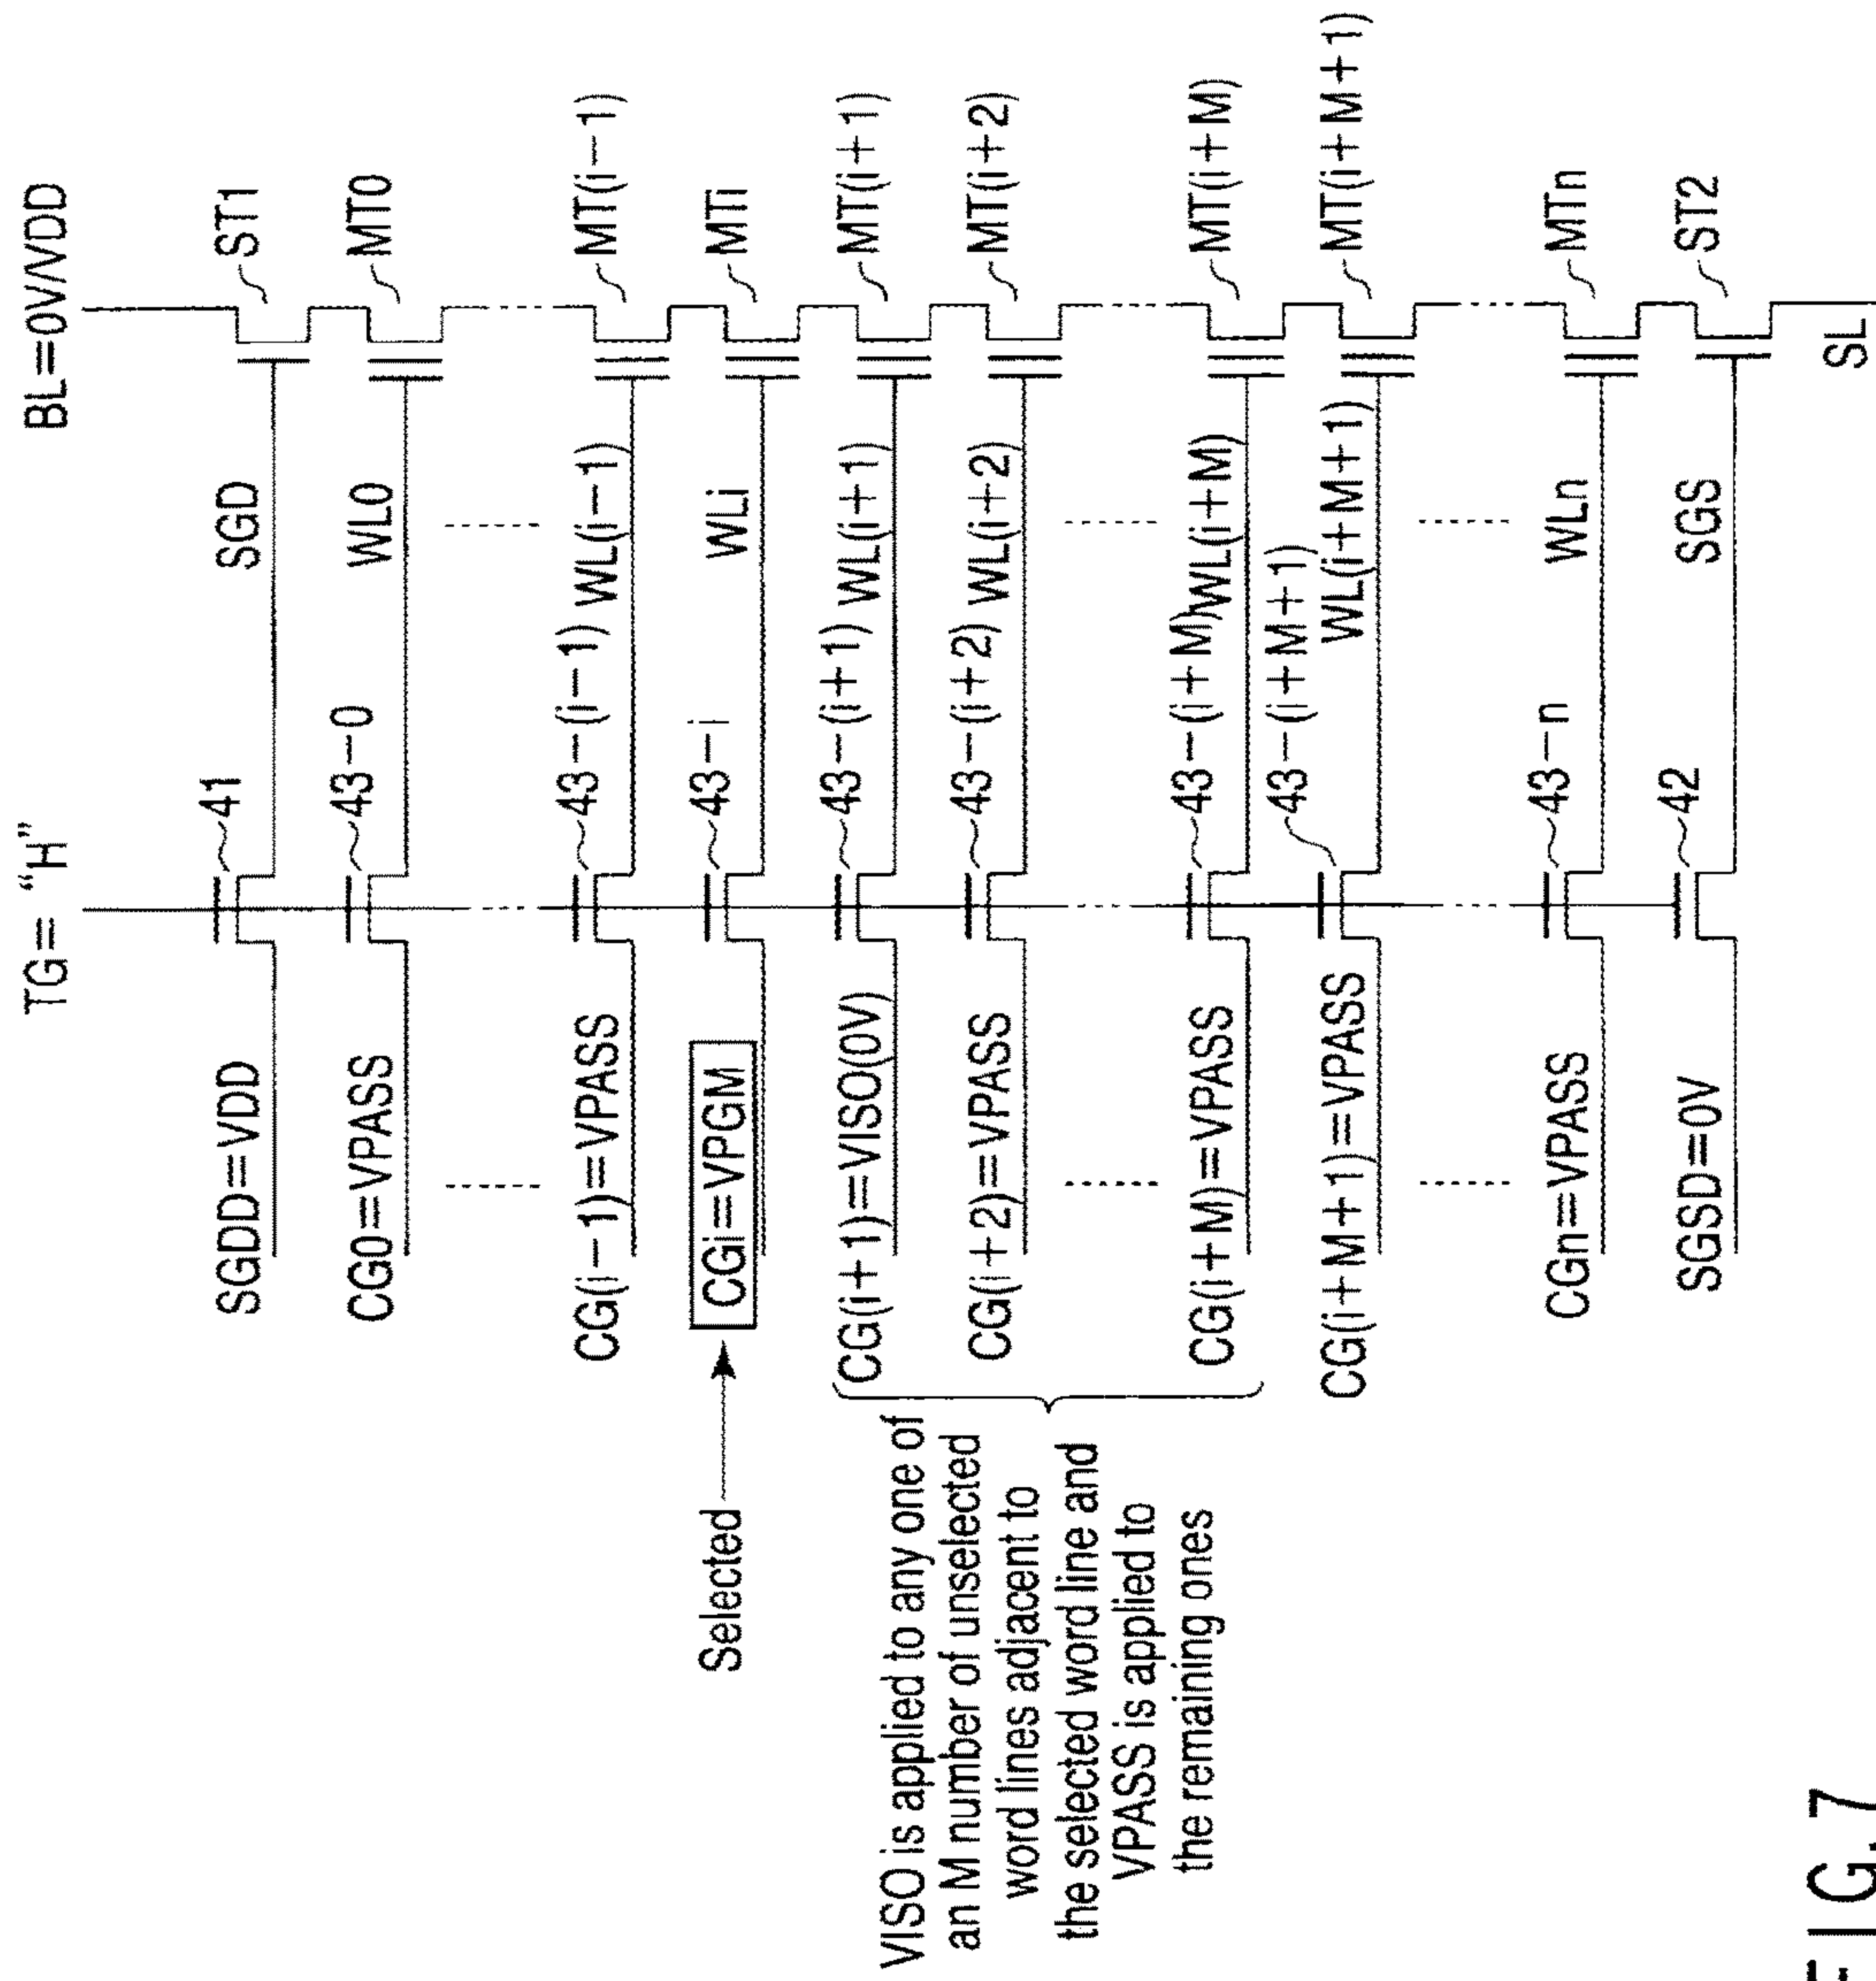 TG= "H"
BL=0V/VDD
SGDD=VDD
41
SGD
ST1
CG0=VPASS
43-0
WL0
MT0
CG(i-1)=VPASS
43-(i-1)
WL(i-1)
MT(i-1)
Selected
CGi=VPGM
43-i
WLi
MTi
CG(i+1)=VISO(0V)
43-(i+1)
WL(i+1)
MT(i+1)
CG(i+2)=VPASS
43-(i+2)
WL(i+2)
MT(i+2)
VISO is applied to any one of
an M number of unselected
word lines adjacent to
the selected word line and
VPASS is applied to
the remaining ones
CG(i+M)=VPASS
43-(i+M)
WL(i+M)
MT(i+M)
CG(i+M+1)=VPASS
43-(i+M+1)
WL(i+M+1)
MT(i+M+1)
CGn=VPASS
43-n
WLn
MTn
SGSD=0V
42
SGS
ST2
SL
FIG. 7